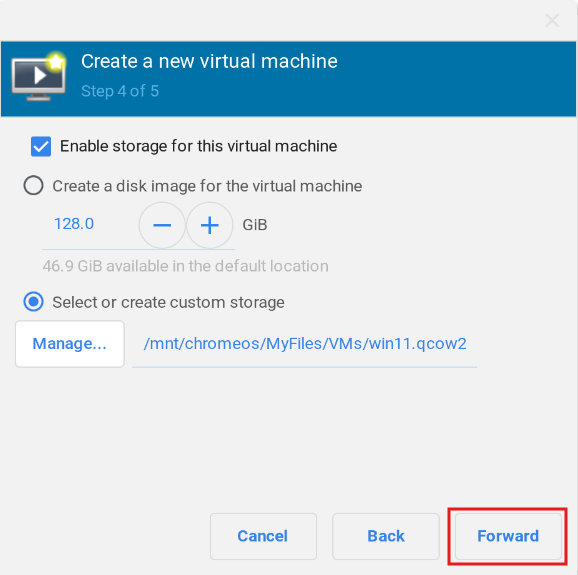 Create a new virtual machine
Step 4 of 5
Enable storage for this virtual machine
Create a disk image for the virtual machine
128.0 GiB
46.9 GiB available in the default location
Select or create custom storage
Manage... /mnt/chromeos/MyFiles/VMs/win11.qcow2
Cancel Back Forward